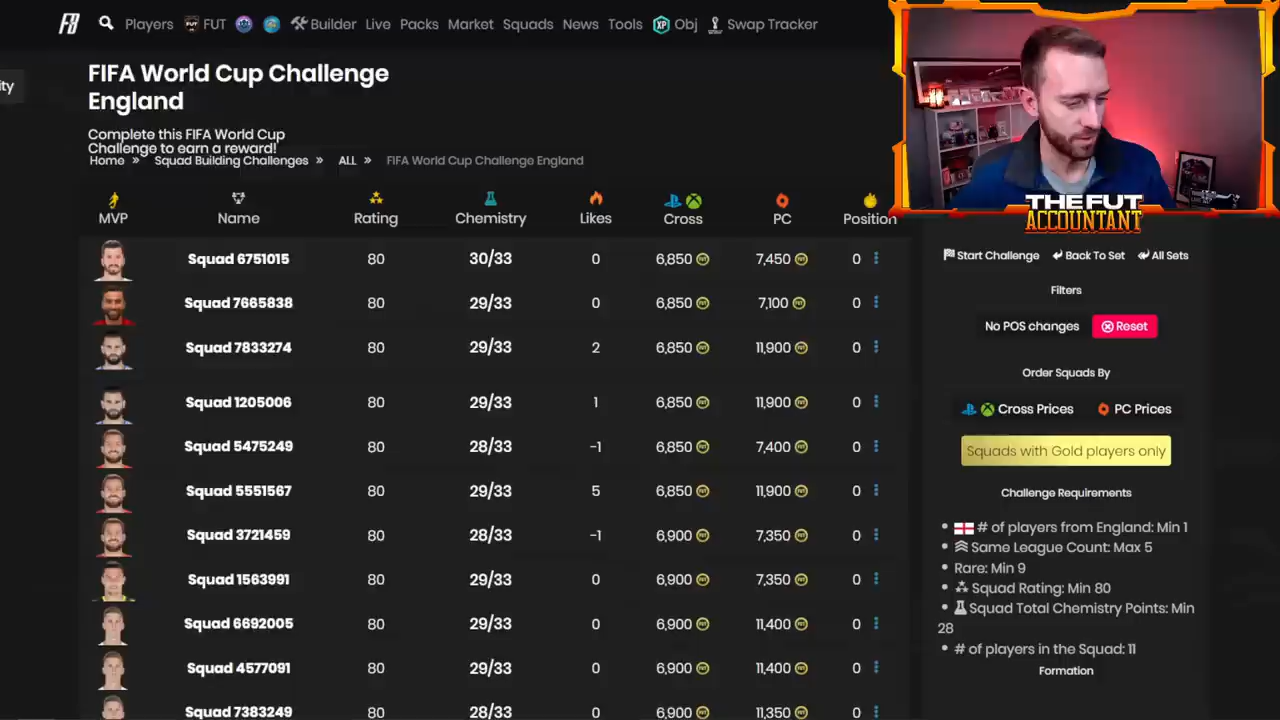 F8 Players FUT Builder Live Packs Market Squads News Tools XP Obj Swap Tracker
ty
FIFA World Cup Challenge
England
Complete this FIFA World Cup
Challenge to earn a reward!
Home » Squad Building Challenges » ALL » FIFA World Cup Challenge England
MVP Name Rating Chemistry Likes Cross PC Position
Squad 6751015 80 30/33 0 6,850 7,450 0
Squad 7665838 80 29/33 0 6,850 7,100 0
Squad 7833274 80 29/33 2 6,850 11,900 0
Squad 1205006 80 29/33 1 6,850 11,900 0
Squad 5475249 80 28/33 -1 6,850 7,400 0
Squad 5551567 80 29/33 5 6,850 11,900 0
Squad 3721459 80 28/33 -1 6,900 7,350 0
Squad 1563991 80 29/33 0 6,900 7,350 0
Squad 6692005 80 29/33 0 6,900 11,400 0
Squad 4577091 80 29/33 0 6,900 11,400 0
Squad 7383249 80 28/33 0 6,900 11,350 0
THE FUT
ACCOUNTANT
Start Challenge Back To Set All Sets
Filters
No POS changes Reset
Order Squads By
Cross Prices PC Prices
Squads with Gold players only
Challenge Requirements
# of players from England: Min 1
Same League Count: Max 5
Rare: Min 9
Squad Rating: Min 80
Squad Total Chemistry Points: Min
28
# of players in the Squad: 11
Formation